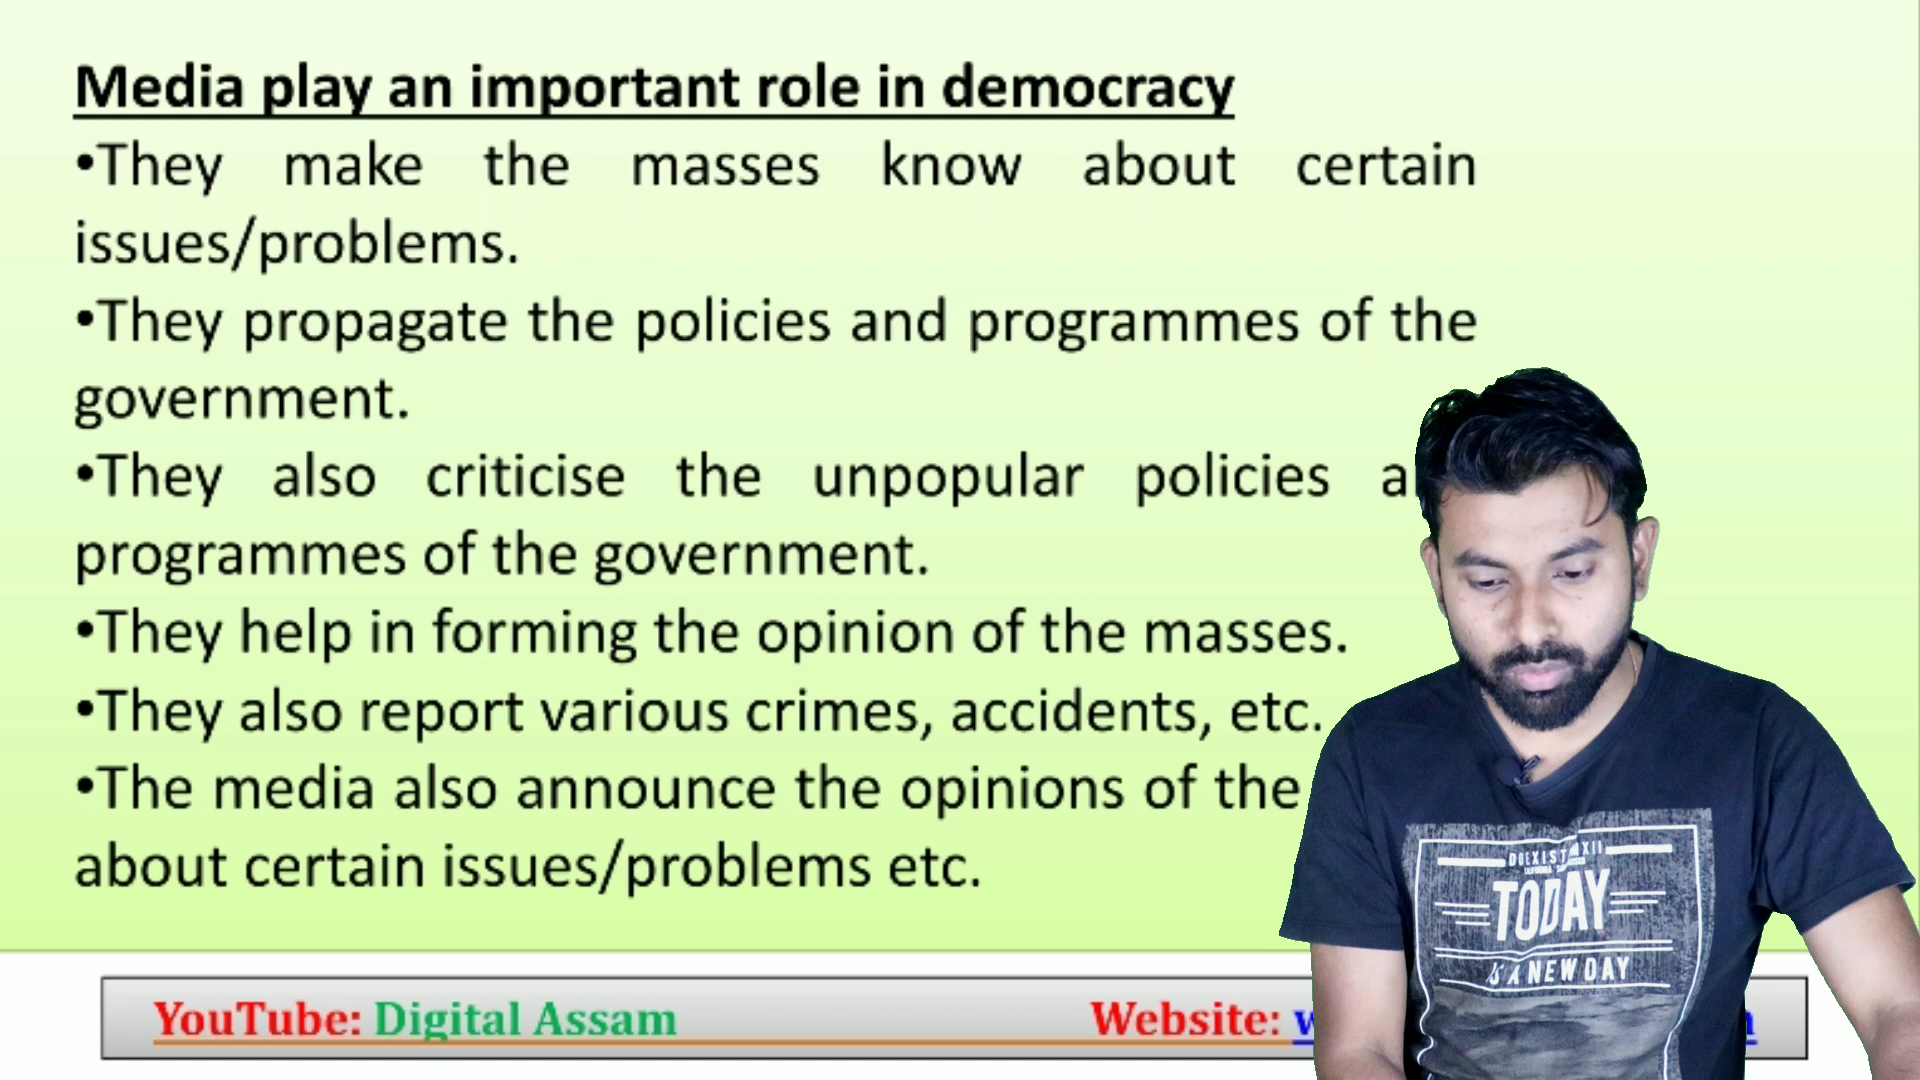 Media play an important role in democracy
•They make the masses know about certain
issues/problems.
•They propagate the policies and programmes of the
government.
•They also criticise the unpopular policies
programmes of the government.
•They help in forming the opinion of the masses.
•They also report various crimes, accidents, etc.
•The media also announce the opinions of the
about certain issues/problems etc.
DOEXIST XII
TODAY
IS A NEW DAY
YouTube: Digital Assam Website: